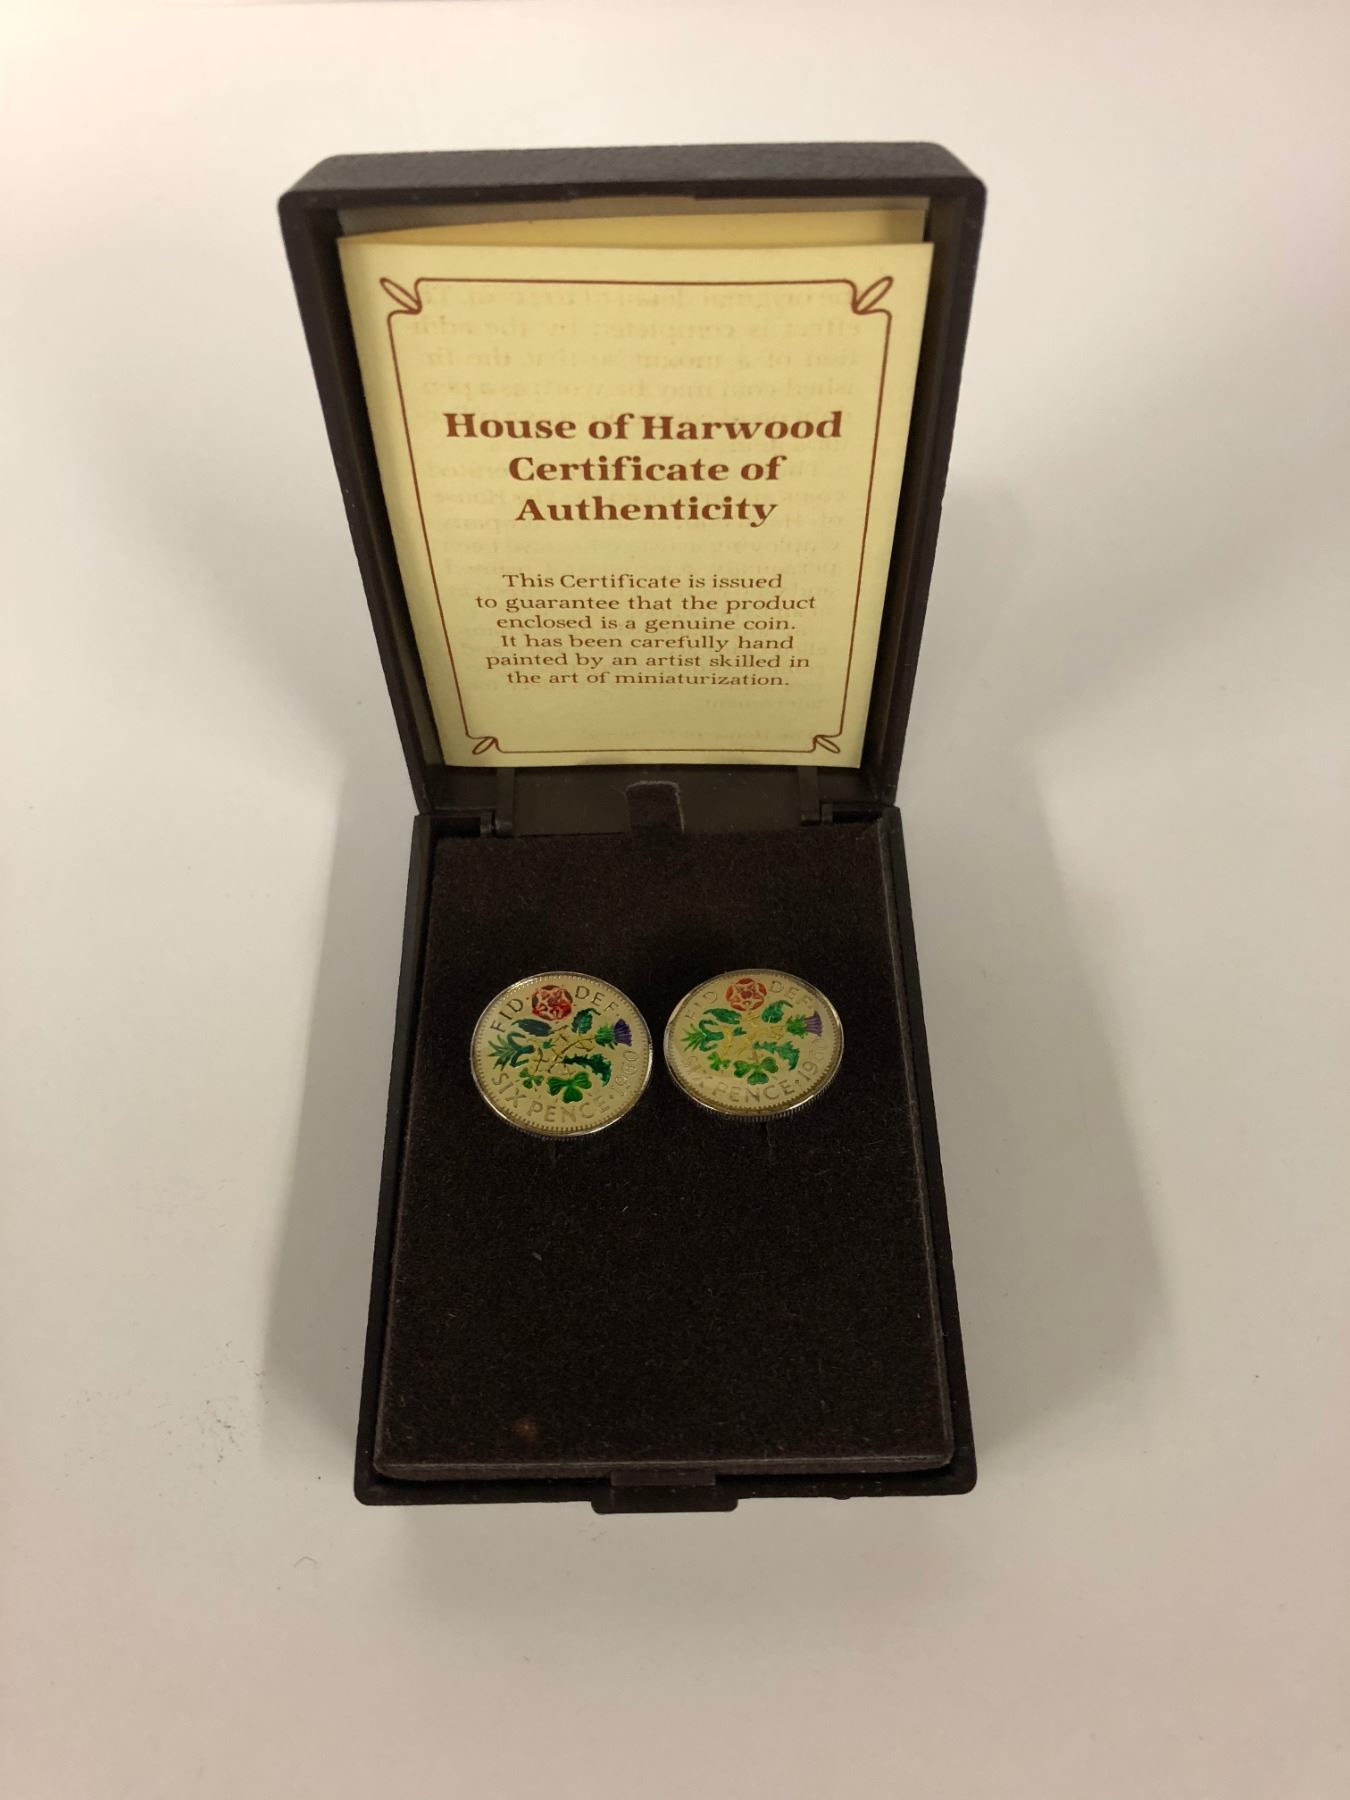 House of Harwood
Certificate of
Authenticity
This Certificate is issued
to guarantee that the product
enclosed is a genuine coin.
It has been carefully hand
painted by an artist skilled in
the art of miniaturization.
FID · DEF ·
SIX PENCE · 1960
FID DEF ·
SIX PENCE ·